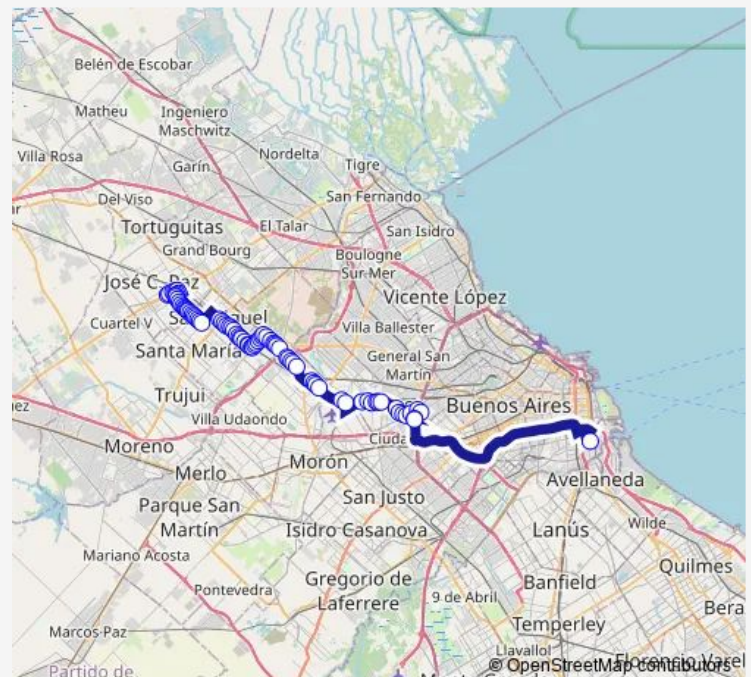 Belén de Escobar
Matheu
Ingeniero
Maschwitz
Villa Rosa
Garín
Nordelta
Tigre
San Fernando
Del Viso
El Talar
San Isidro
Tortuguitas
Grand Bourg
Boulogne
Sur Mer
José C. Paz
Vicente López
Cuartel V
Villa Ballester
Santa María
General San
Martín
Trujui
Villa Udaondo
Buenos Aires
Moreno
Morón
Merlo
Avellaneda
San Justo
Parque San
Martín
Isidro Casanova
Lanús
Wilde
Mariano Acosta
Gregorio de
Laferrere
Quilmes
Pontevedra
9 de Abril
Banfield
Bera
Marcos Paz
Temperley
Llavallol
Partido de
© OpenStreetMap contributors